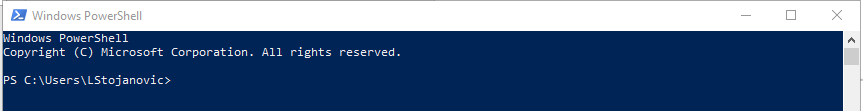 Windows PowerShell
Windows PowerShell
Copyright (C) Microsoft Corporation. All rights reserved.
PS C:\Users\LStojanovic>